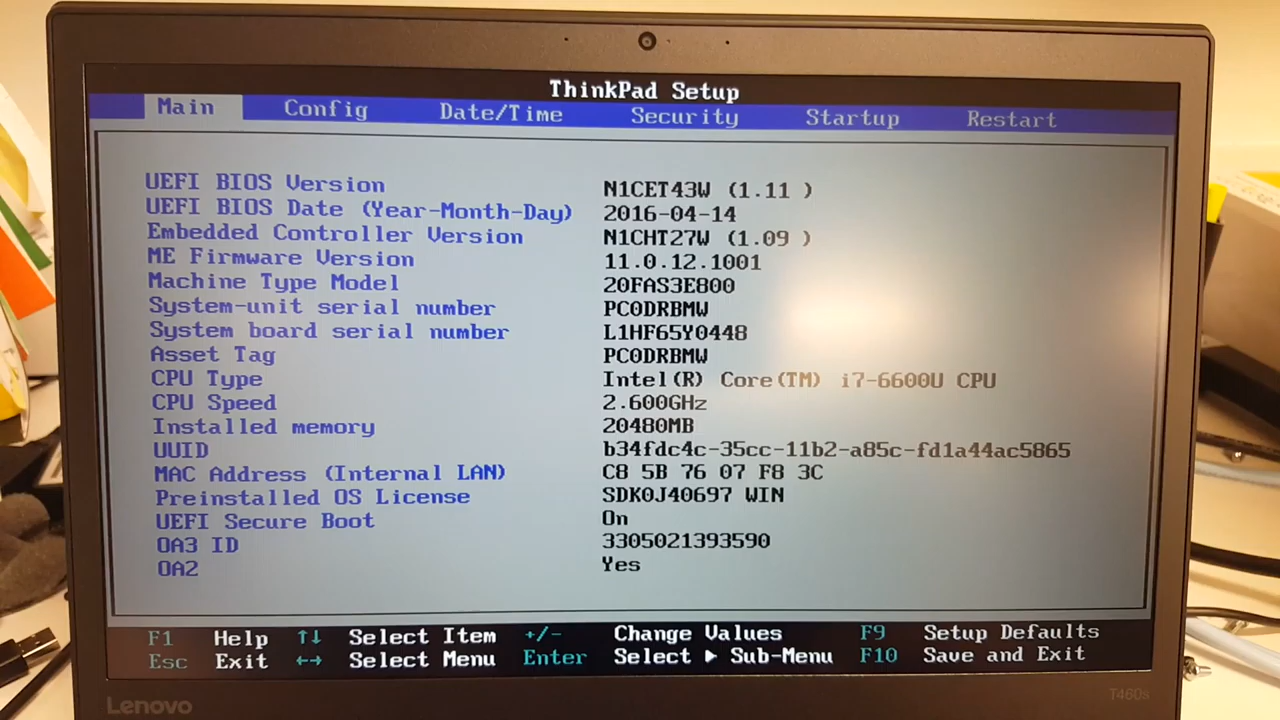 ThinkPad Setup
Main Config Date/Time Security Startup Restart
UEFI BIOS Version N1CET43W (1.11 )
UEFI BIOS Date (Year-Month-Day) 2016-04-14
Embedded Controller Version N1CHT27W (1.09 )
ME Firmware Version 11.0.12.1001
Machine Type Model 20FAS3E800
System-unit serial number PC0DRBMW
System board serial number L1HF65Y0448
Asset Tag PC0DRBMW
CPU Type Intel(R) Core(TM) i7-6600U CPU
CPU Speed 2.600GHz
Installed memory 20480MB
UUID b34fdc4c-35cc-11b2-a85c-fd1a44ac5865
MAC Address (Internal LAN) C8 5B 76 07 F8 3C
Preinstalled OS License SDK0J40697 WIN
UEFI Secure Boot On
OA3 ID 3305021393590
OA2 Yes
F1 Help ↑↓ Select Item +/- Change Values F9 Setup Defaults
Esc Exit ←→ Select Menu Enter Select ▶ Sub-Menu F10 Save and Exit
Lenovo T460s